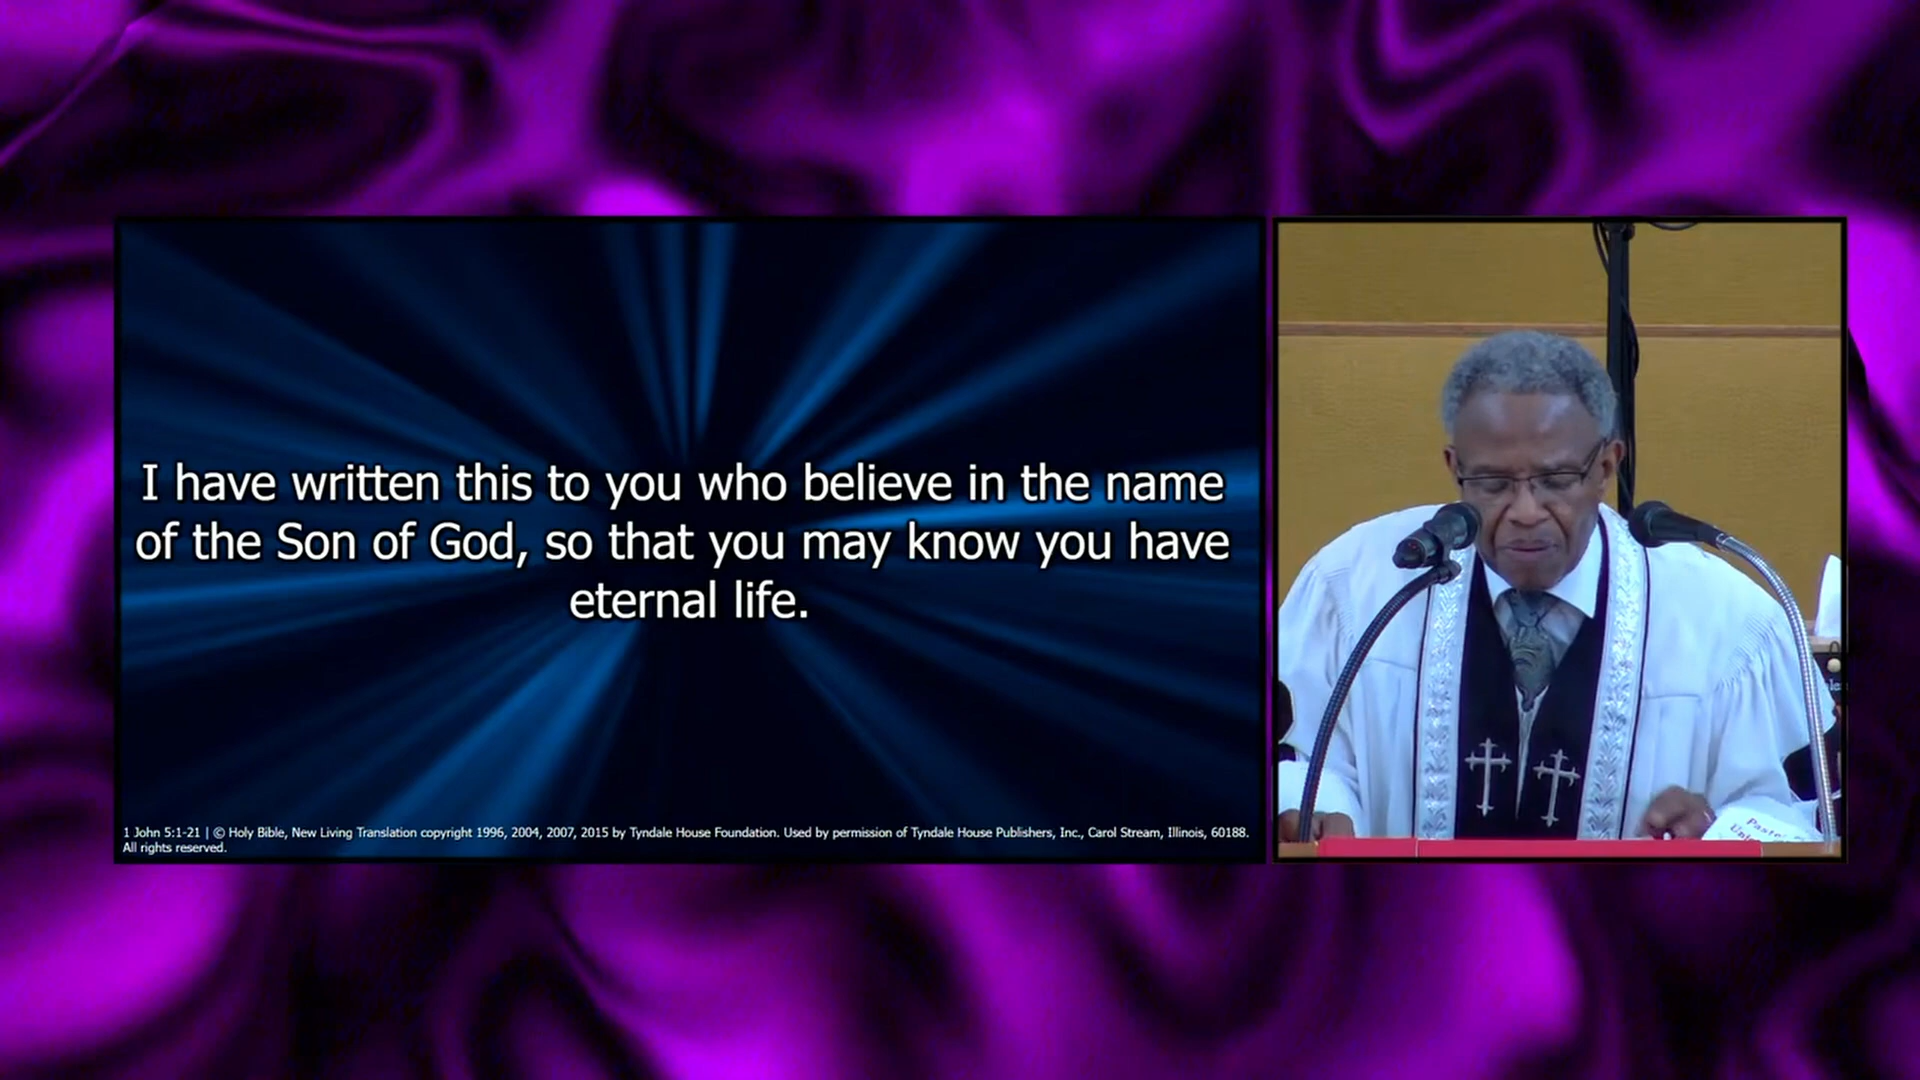 I have written this to you who believe in the name
of the Son of God, so that you may know you have
eternal life.
1 John 5:1-21 | © Holy Bible, New Living Translation copyright 1996, 2004, 2007, 2015 by Tyndale House Foundation. Used by permission of Tyndale House Publishers, Inc., Carol Stream, Illinois, 60188.
All rights reserved.